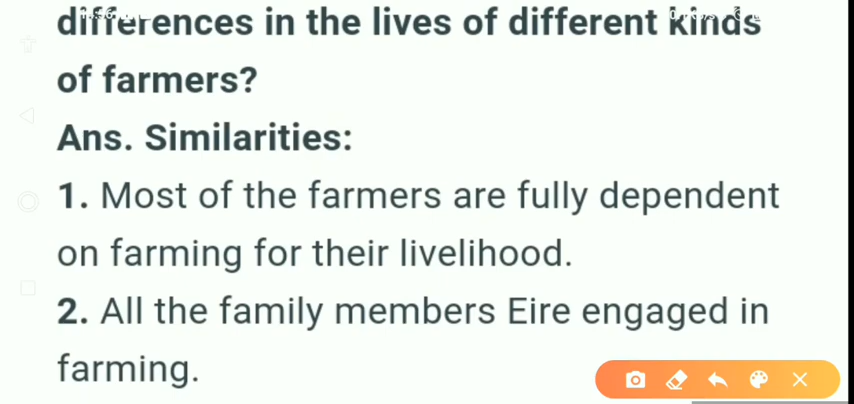 differences in the lives of different kinds
of farmers?
Ans. Similarities:
1. Most of the farmers are fully dependent
on farming for their livelihood.
2. All the family members Eire engaged in
farming.